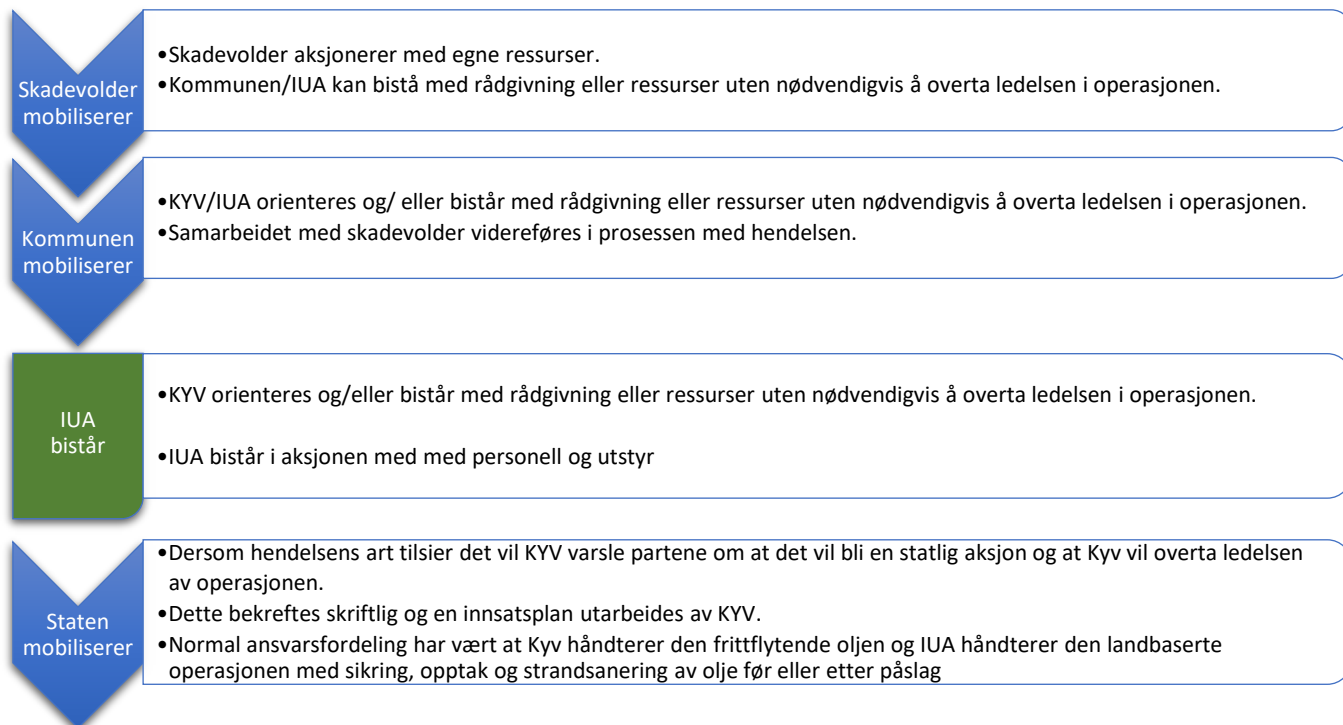 Skadevolder
mobiliserer
•Skadevolder aksjonerer med egne ressurser.
•Kommunen/IUA kan bistå med rådgivning eller ressurser uten nødvendigvis å overta ledelsen i operasjonen.
Kommunen
mobiliserer
•KYV/IUA orienteres og/ eller bistår med rådgivning eller ressurser uten nødvendigvis å overta ledelsen i operasjonen.
•Samarbeidet med skadevolder videreføres i prosessen med hendelsen.
IUA
bistår
•KYV orienteres og/eller bistår med rådgivning eller ressurser uten nødvendigvis å overta ledelsen i operasjonen.
•IUA bistår i aksjonen med med personell og utstyr
Staten
mobiliserer
•Dersom hendelsens art tilsier det vil KYV varsle partene om at det vil bli en statlig aksjon og at Kyv vil overta ledelsen
av operasjonen.
•Dette bekreftes skriftlig og en innsatsplan utarbeides av KYV.
•Normal ansvarsfordeling har vært at Kyv håndterer den frittflytende oljen og IUA håndterer den landbaserte
operasjonen med sikring, opptak og strandsanering av olje før eller etter påslag